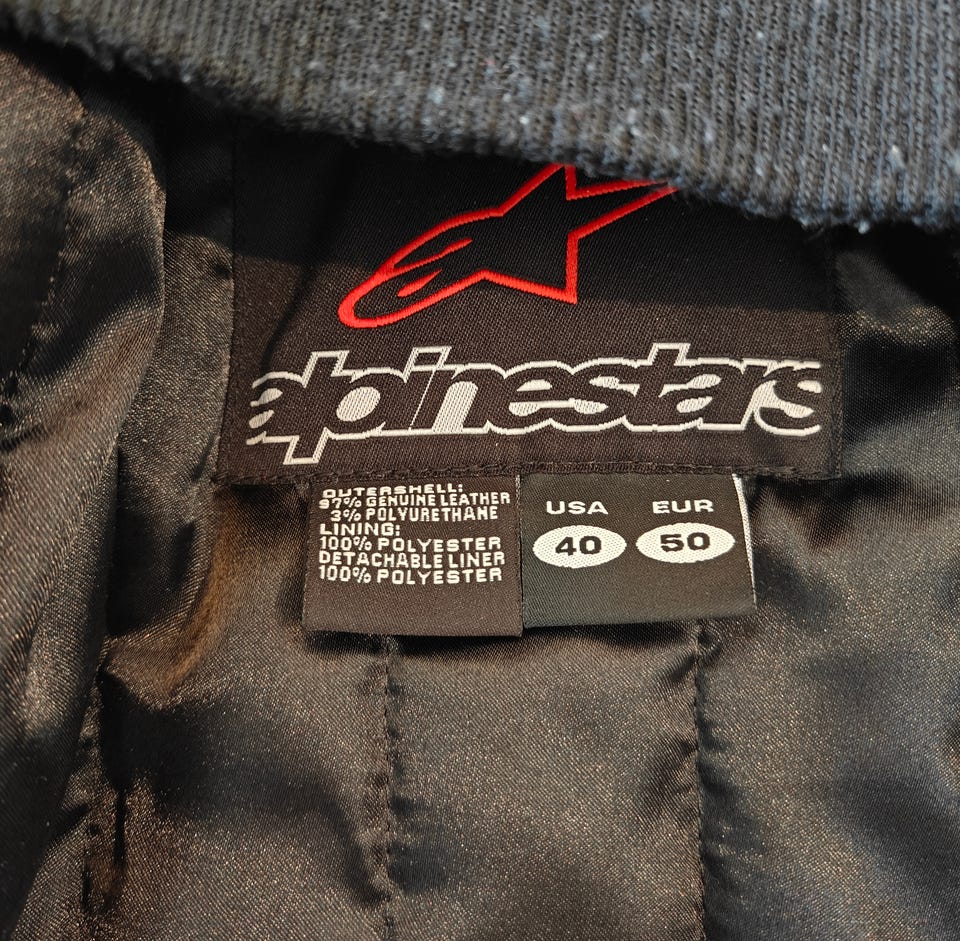 alpinestars
OUTERSHELL:
97% GENUINE LEATHER
3% POLYURETHANE
LINING:
100% POLYESTER
DETACHABLE LINER
100% POLYESTER
USA EUR
40 50